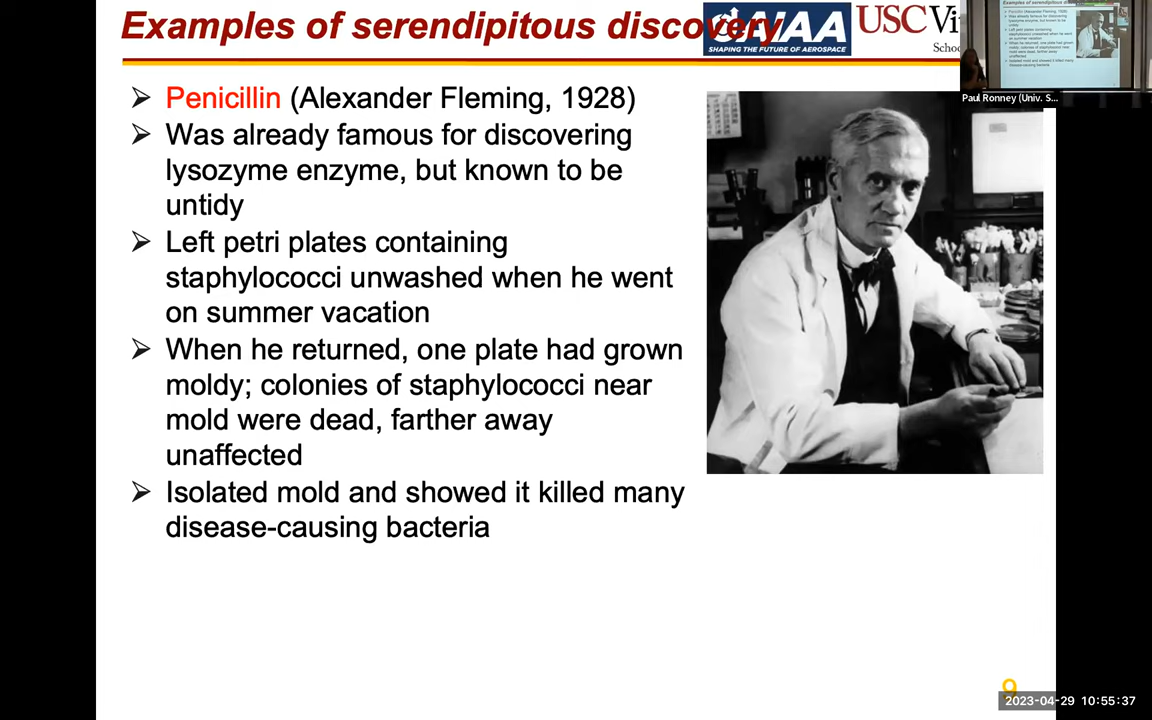 Examples of serendipitous discovery
AIAA
SHAPING THE FUTURE OF AEROSPACE
USC Vit
Schoo
Paul Ronney (Univ. S...
➢ Penicillin (Alexander Fleming, 1928)
➢ Was already famous for discovering
lysozyme enzyme, but known to be
untidy
➢ Left petri plates containing
staphylococci unwashed when he went
on summer vacation
➢ When he returned, one plate had grown
moldy; colonies of staphylococci near
mold were dead, farther away
unaffected
➢ Isolated mold and showed it killed many
disease-causing bacteria
9
2023-04-29 10:55:37